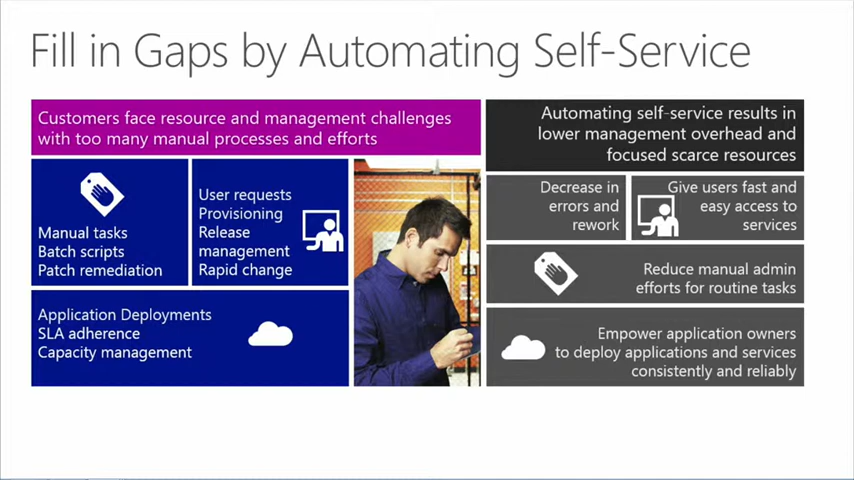 Fill in Gaps by Automating Self-Service
Customers face resource and management challenges
with too many manual processes and efforts
Manual tasks
Batch scripts
Patch remediation
User requests
Provisioning
Release
management
Rapid change
Application Deployments
SLA adherence
Capacity management
Automating self-service results in
lower management overhead and
focused scarce resources
Decrease in
errors and
rework
Give users fast and
easy access to
services
Reduce manual admin
efforts for routine tasks
Empower application owners
to deploy applications and services
consistently and reliably